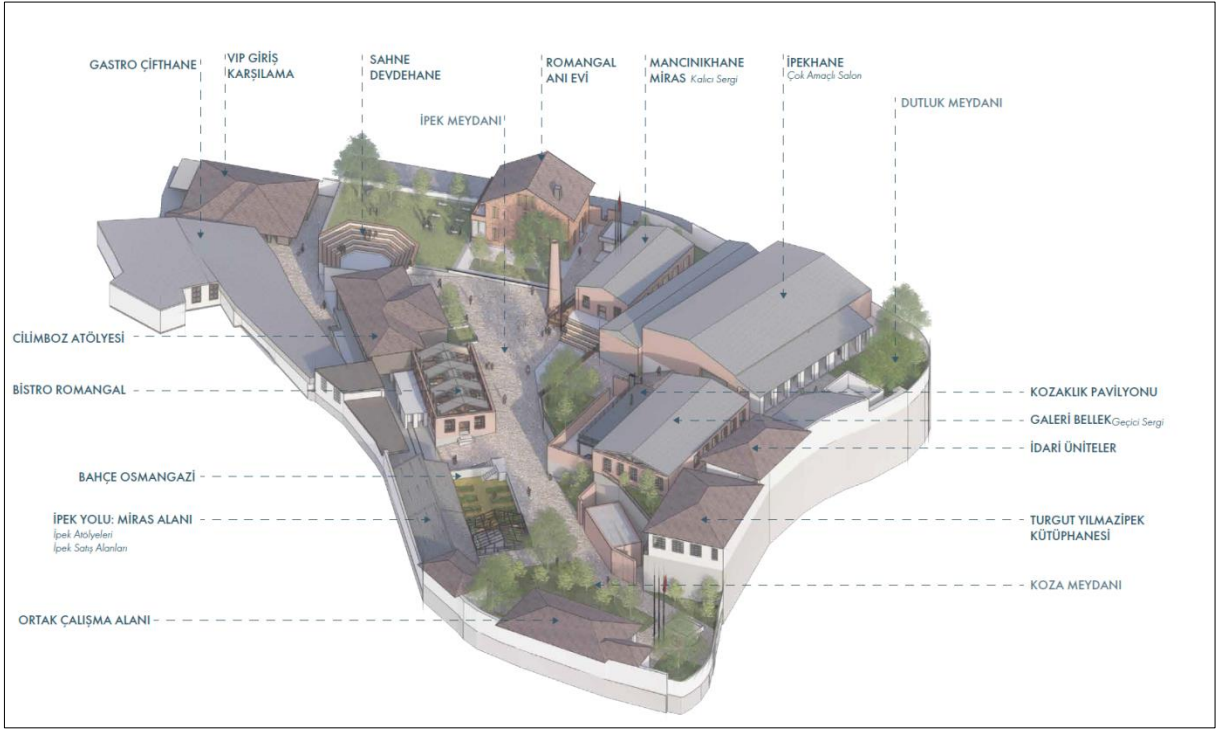 GASTRO ÇİFTHANE
VIP GİRİŞ
KARŞILAMA
SAHNE
DEVDEHANE
İPEK MEYDANI
ROMANGAL
ANI EVİ
MANCINIKHANE
MİRAS Kalıcı Sergi
İPEKHANE
Çok Amaçlı Salon
DUTLUK MEYDANI
CİLİMBOZ ATÖLYESİ
BİSTRO ROMANGAL
BAHÇE OSMANGAZİ
İPEK YOLU: MİRAS ALANI
İpek Atölyeleri
İpek Satış Alanları
ORTAK ÇALIŞMA ALANI
KOZAKLIK PAVİLYONU
GALERİ BELLEK Geçici Sergi
İDARİ ÜNİTELER
TURGUT YILMAZİPEK
KÜTÜPHANESİ
KOZA MEYDANI